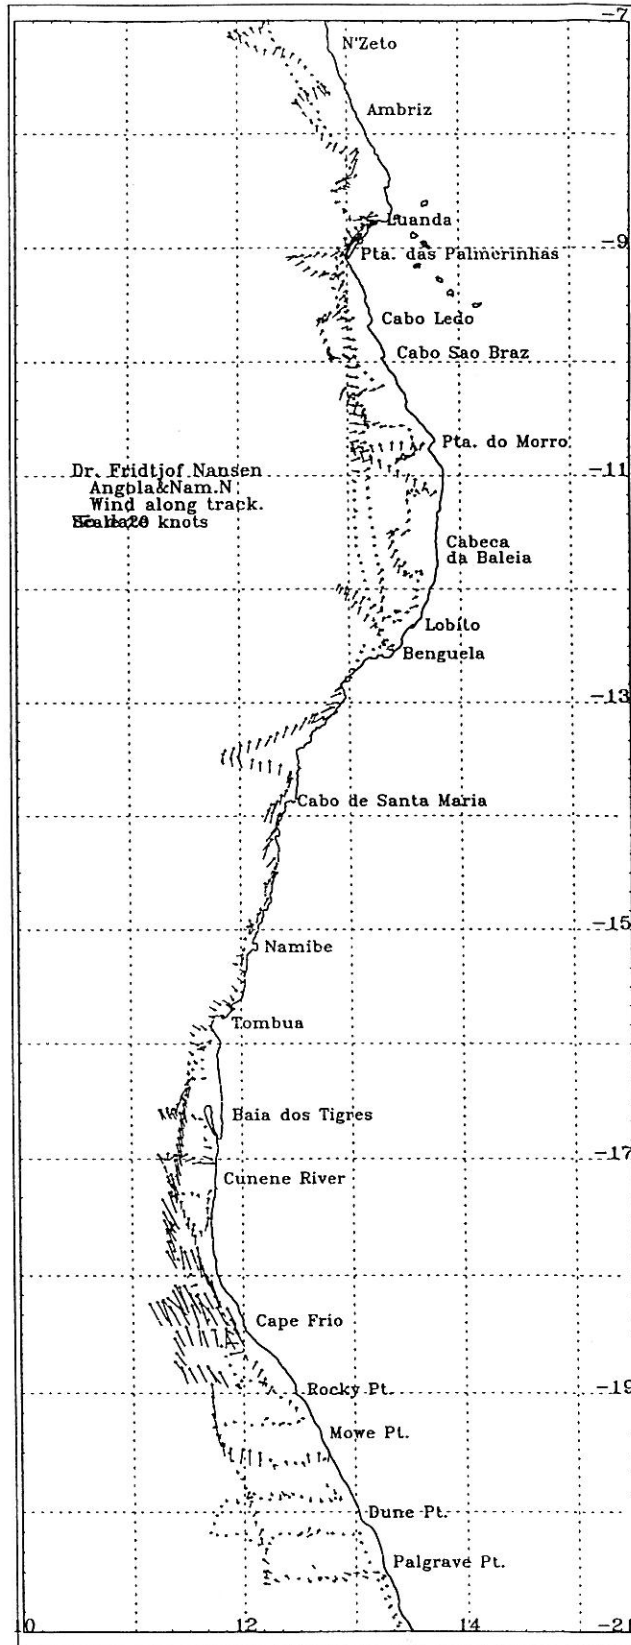 -7
N'Zeto
Ambriz
Luanda
-9
Pta. das Palmerinhas
Cabo Ledo
Cabo Sao Braz
Pta. do Morro
-11
Dr. Fridtjof Nansen
Angola&Nam.N
Wind along track.
knots
Cabeca
da Baleia
Lobito
Benguela
-13
Cabo de Santa Maria
-15
Namibe
Tombua
Baia dos Tigres
-17
Cunene River
Cape Frio
Rocky Pt.
-19
Mowe Pt.
Dune Pt.
Palgrave Pt.
10 12 14 -21